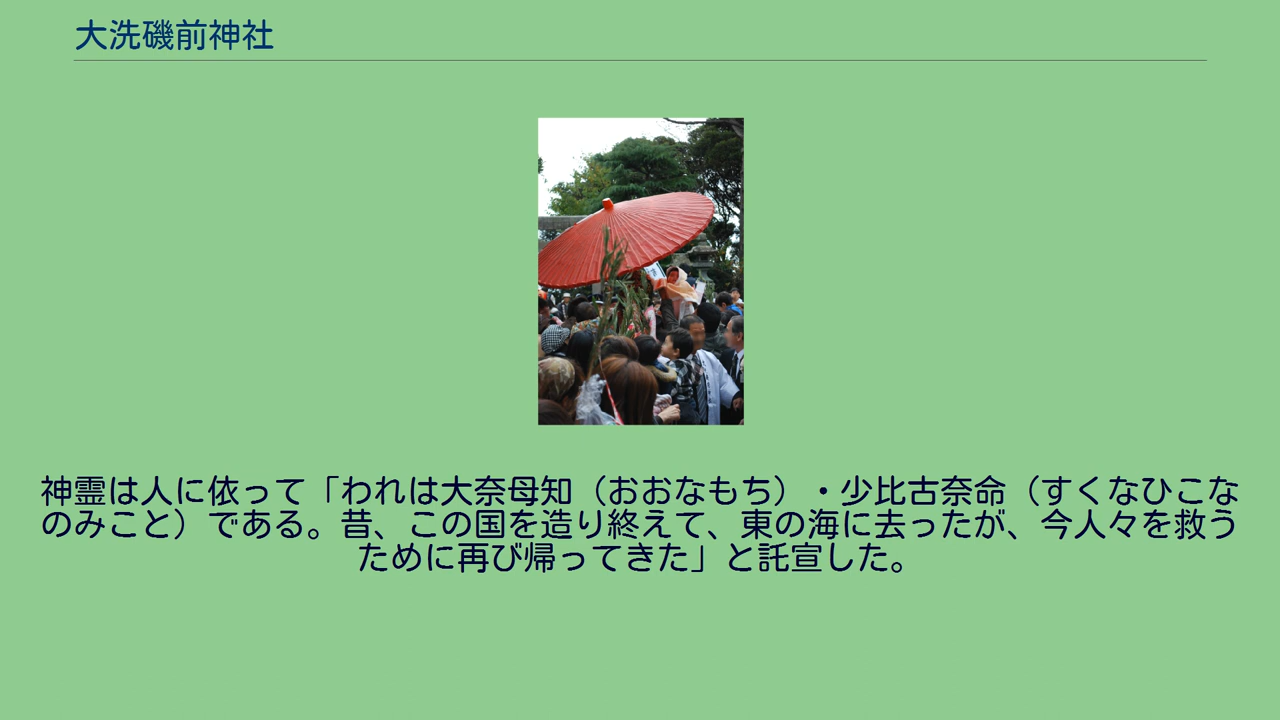 大洗磯前神社
神霊は人に依って「われは大奈母知（おおなもち）・少比古奈命（すくなひこな
のみこと）である。昔、この国を造り終えて、東の海に去ったが、今人々を救う
ために再び帰ってきた」と託宣した。